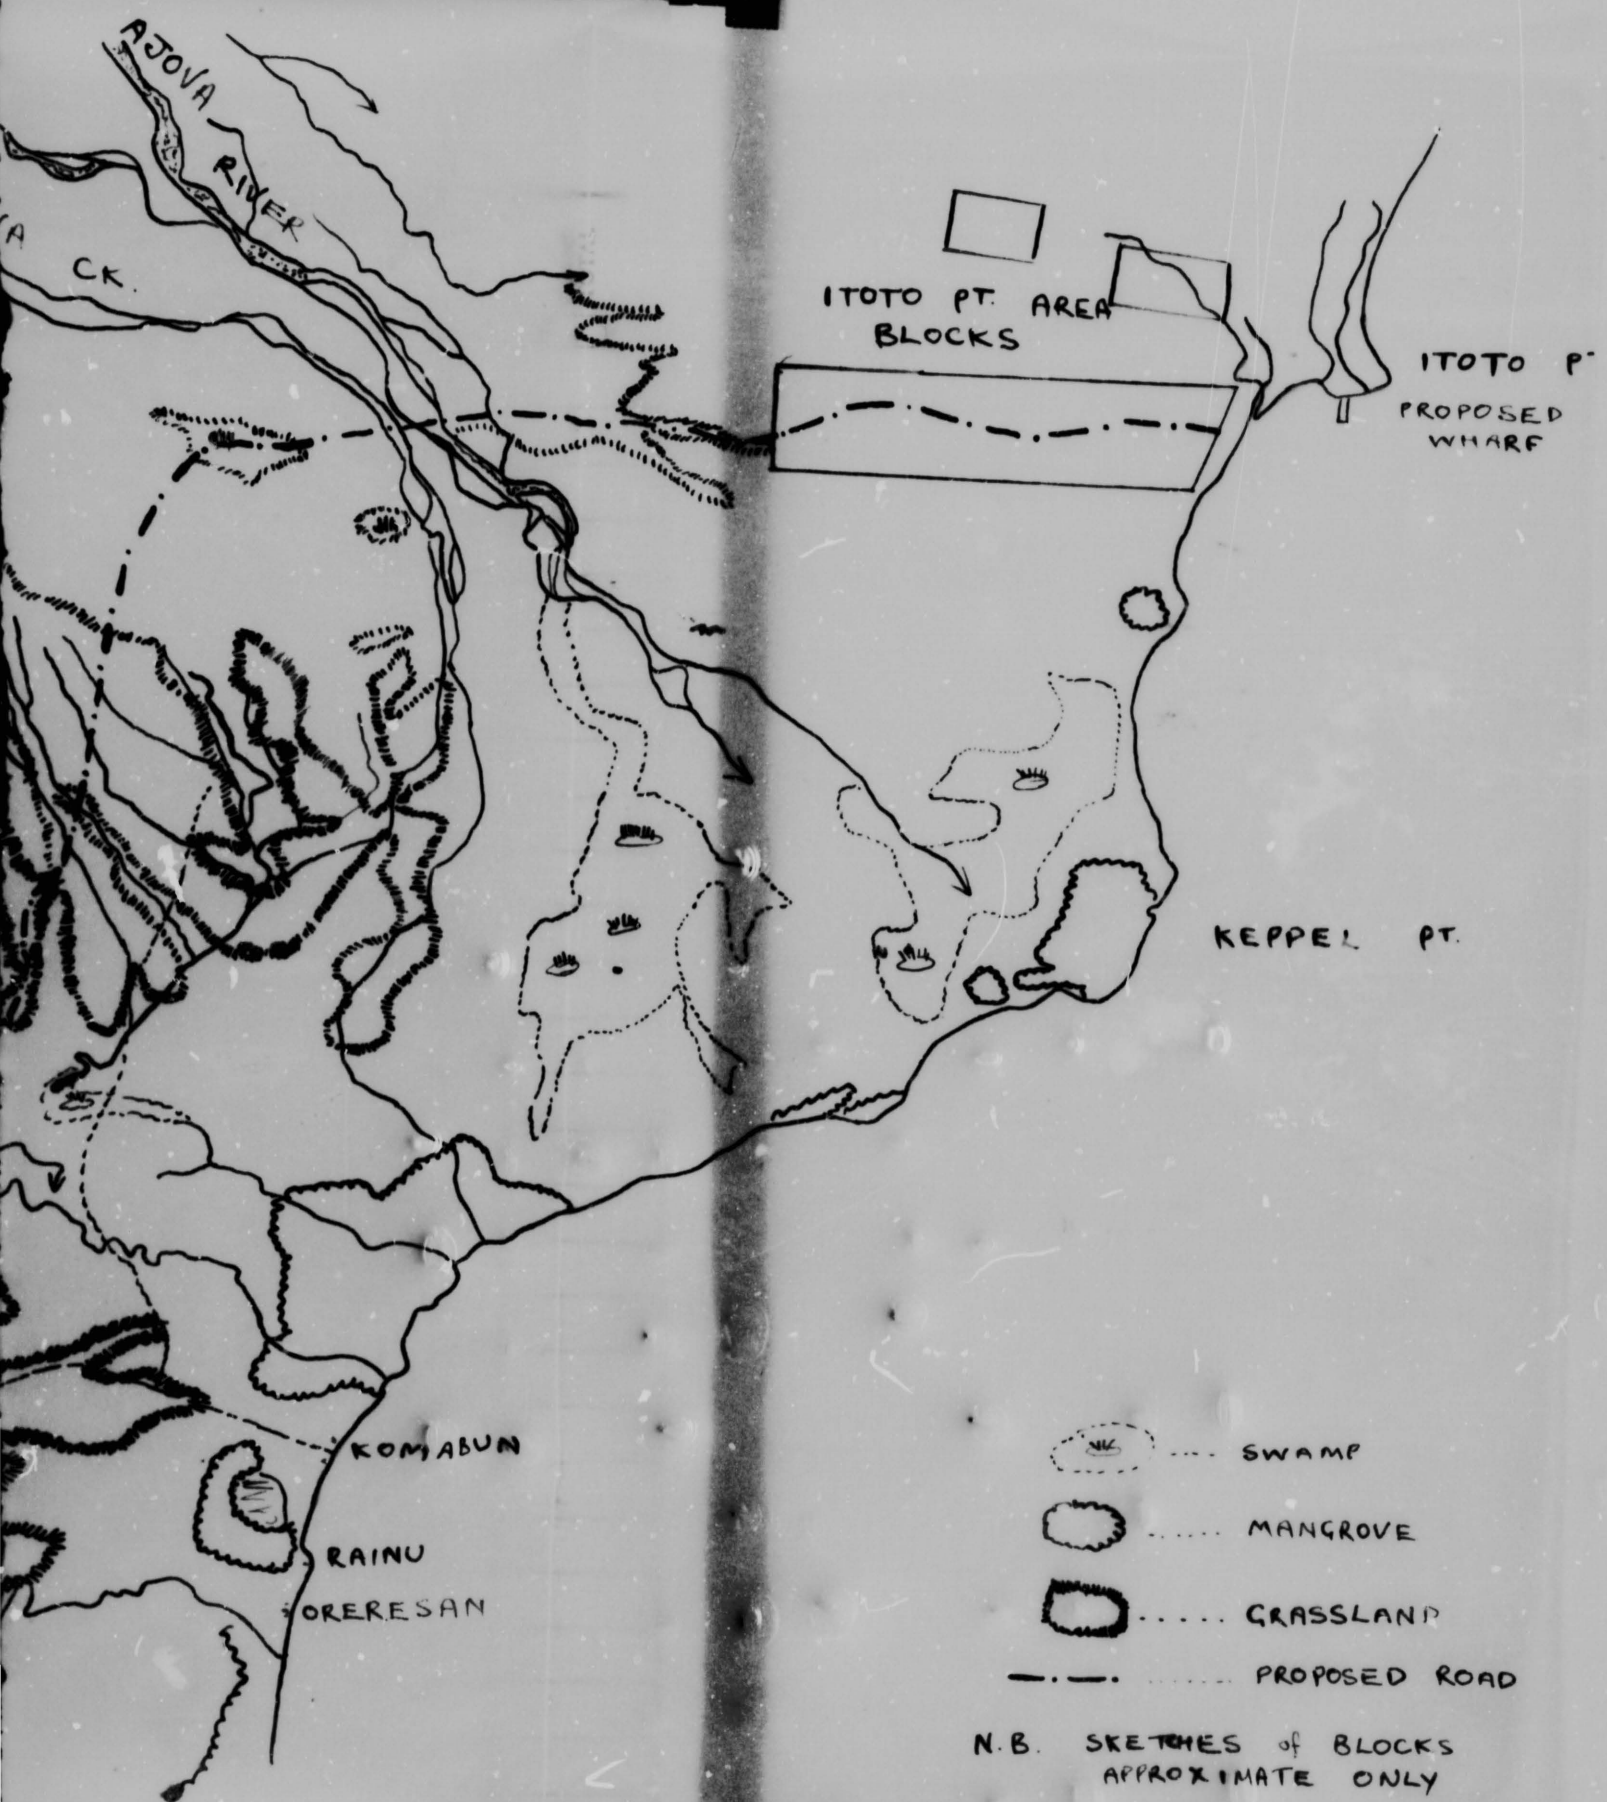 AJOVA
RIVER
A
CK.
ITOTO PT. AREA
BLOCKS
ITOTO P
PROPOSED
WHARF
KEPPEL PT.
KOMABUN
RAINU
ORERESAN
.... SWAMP
...... MANGROVE
..... GRASSLAND
...... PROPOSED ROAD
N.B. SKETCHES of BLOCKS
APPROXIMATE ONLY